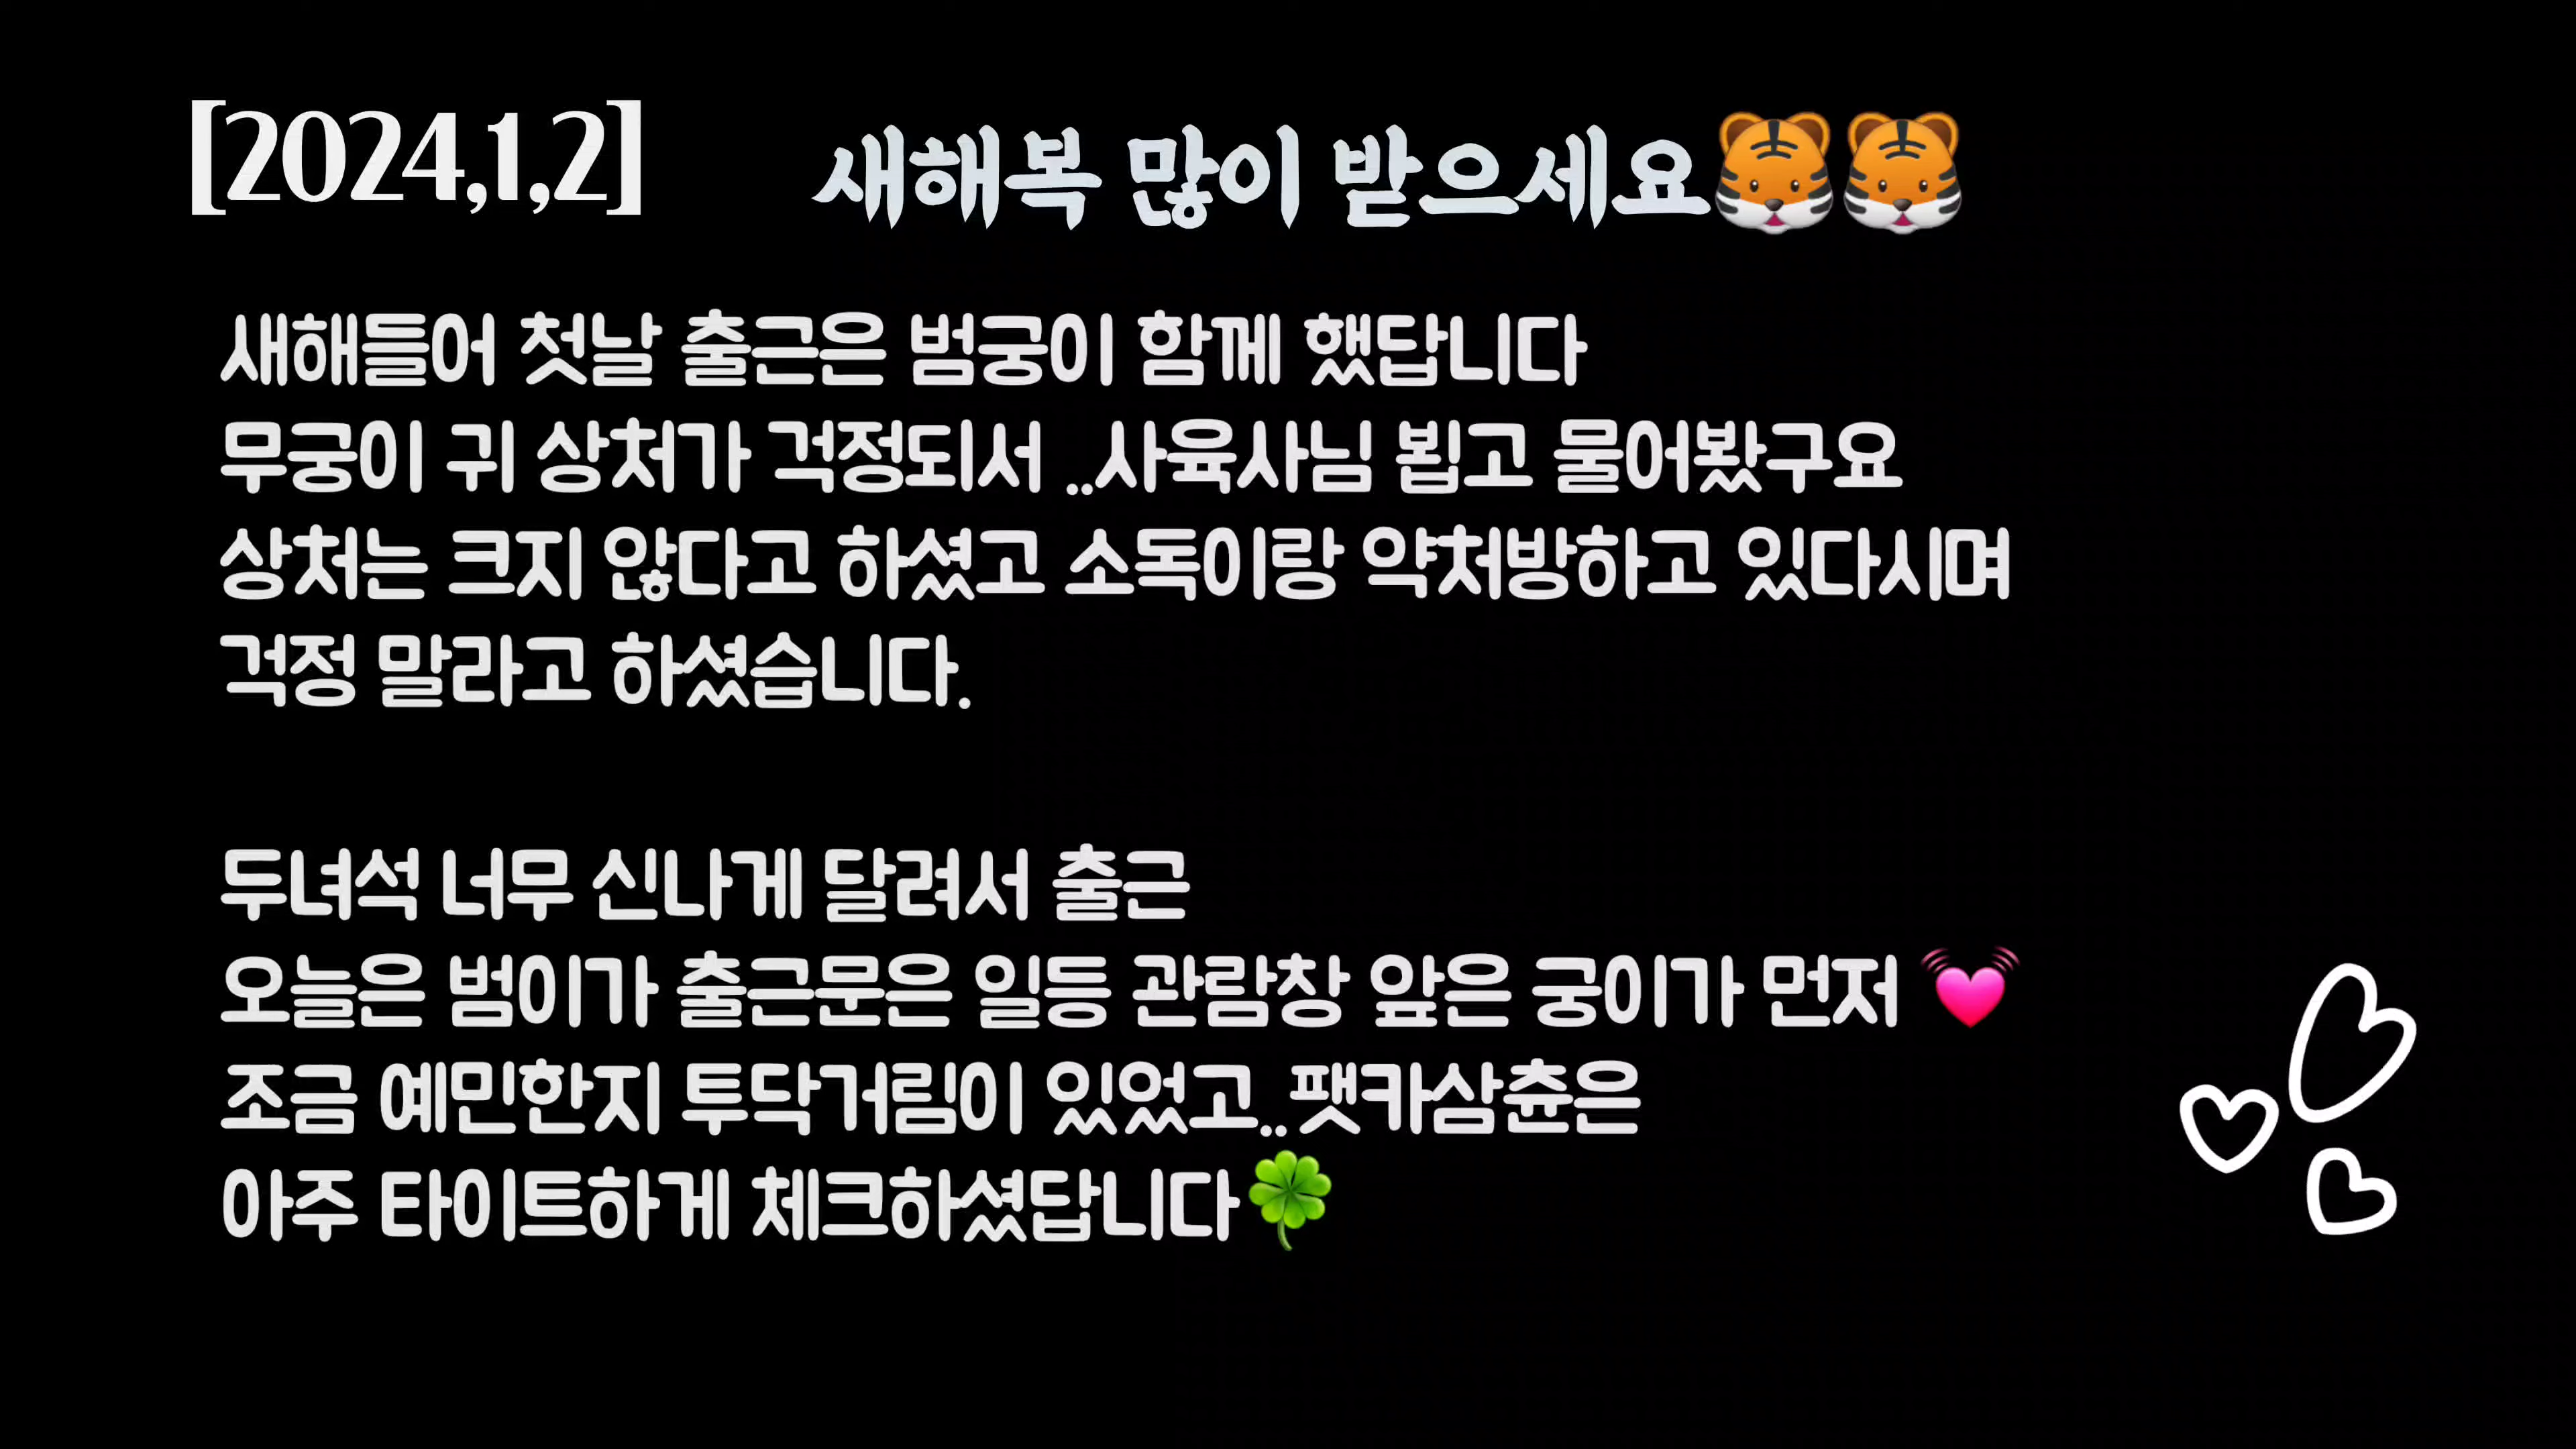 [2024,1,2] 새해복 많이 받으세요🐯🐯
새해들어 첫날 출근은 범궁이 함께 했답니다
무궁이 귀 상처가 걱정되서 ..사육사님 뵙고 물어봤구요
상처는 크지 않다고 하셨고 소독이랑 약처방하고 있다시며
걱정 말라고 하셨습니다.
두녀석 너무 신나게 달려서 출근
오늘은 범이가 출근문은 일등 관람창 앞은 궁이가 먼저 💓
조금 예민한지 투닥거림이 있었고..팻카삼츈은
아주 타이트하게 체크하셨답니다🍀